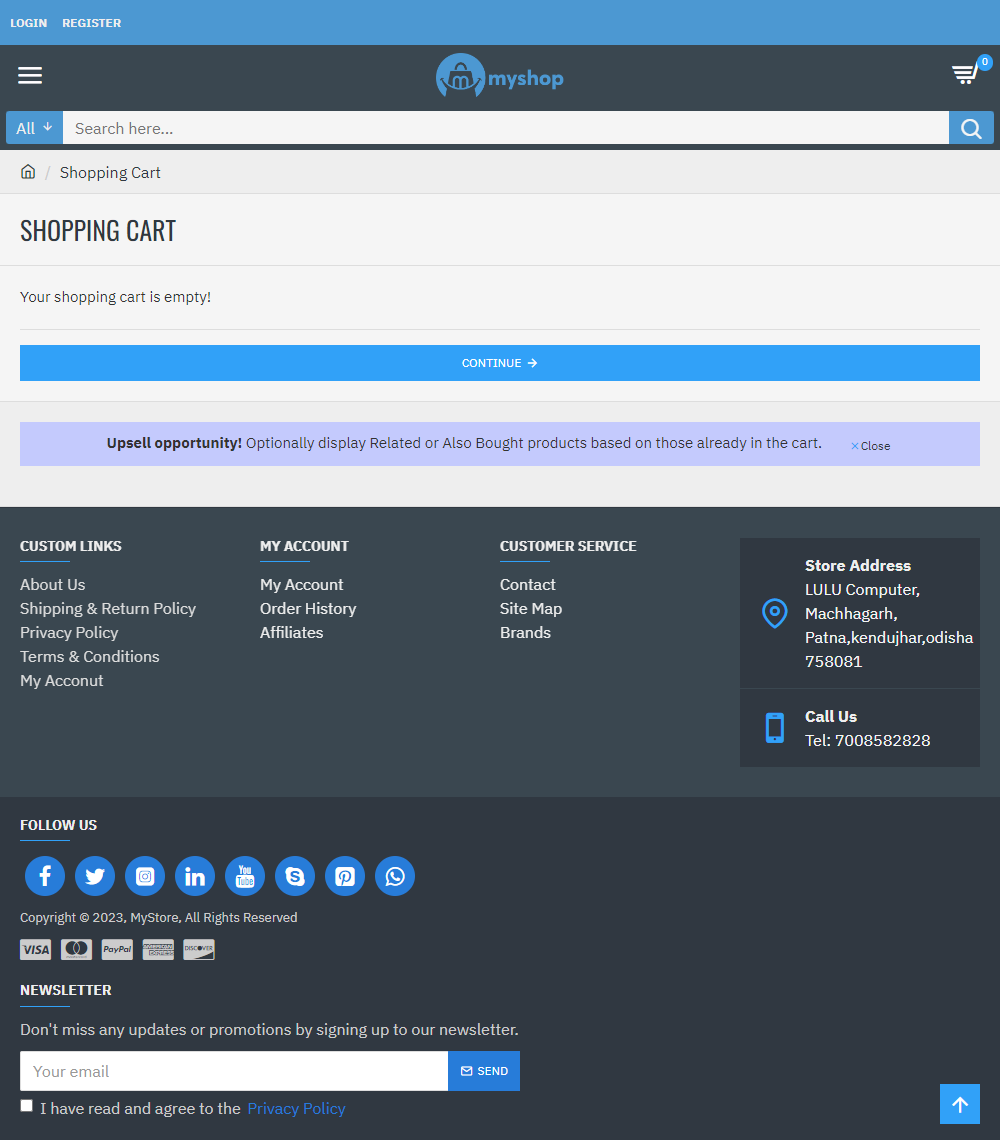 LOGIN REGISTER
myshop
0
All Search here...
/ Shopping Cart
SHOPPING CART
Your shopping cart is empty!
CONTINUE
Upsell opportunity! Optionally display Related or Also Bought products based on those already in the cart. ×Close
CUSTOM LINKS
About Us
Shipping & Return Policy
Privacy Policy
Terms & Conditions
My Acconut
MY ACCOUNT
My Account
Order History
Affiliates
CUSTOMER SERVICE
Contact
Site Map
Brands
Store Address
LULU Computer,
Machhagarh,
Patna,kendujhar,odisha
758081
Call Us
Tel: 7008582828
FOLLOW US
You
Tube
Copyright © 2023, MyStore, All Rights Reserved
VISA PayPal DISCOVER
NEWSLETTER
Don't miss any updates or promotions by signing up to our newsletter.
Your email SEND
I have read and agree to the Privacy Policy